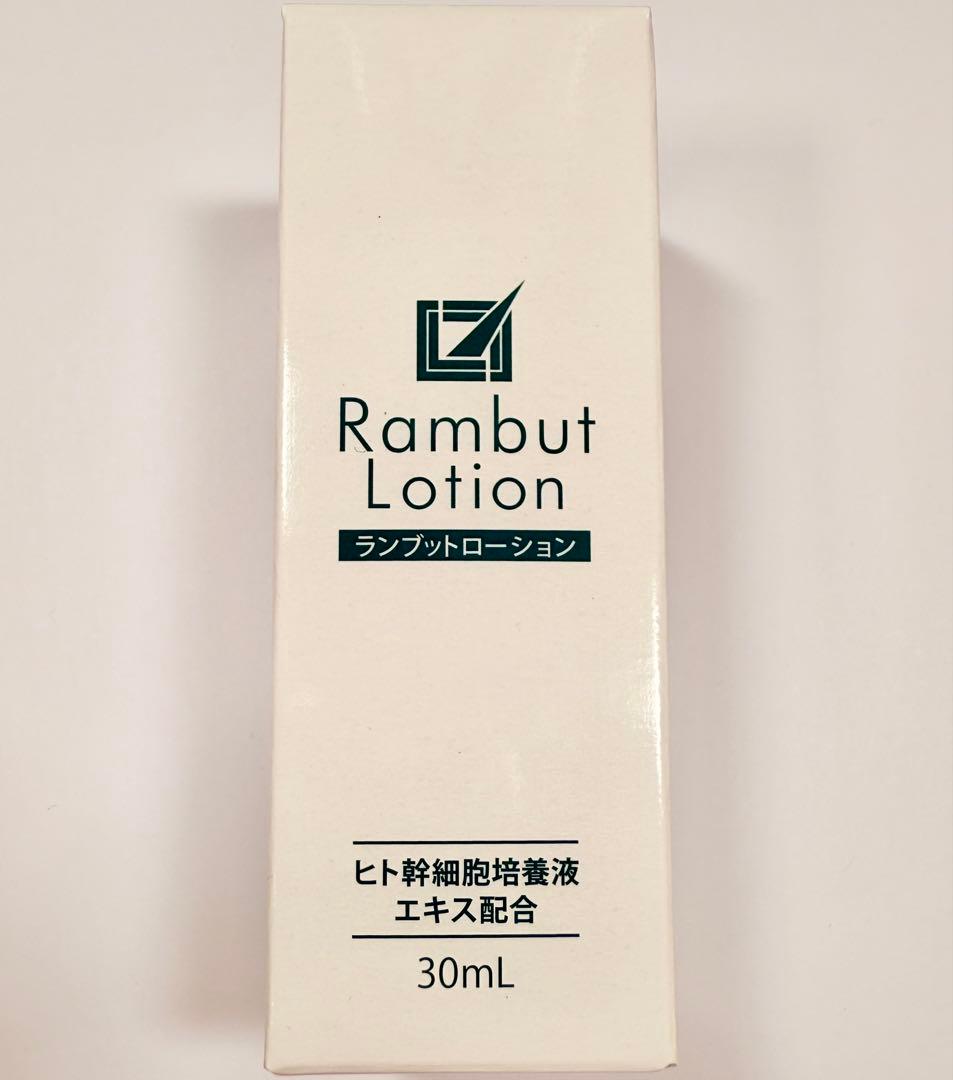 Rambut
Lotion
ランブットローション
ヒト幹細胞培養液
エキス配合
30mL